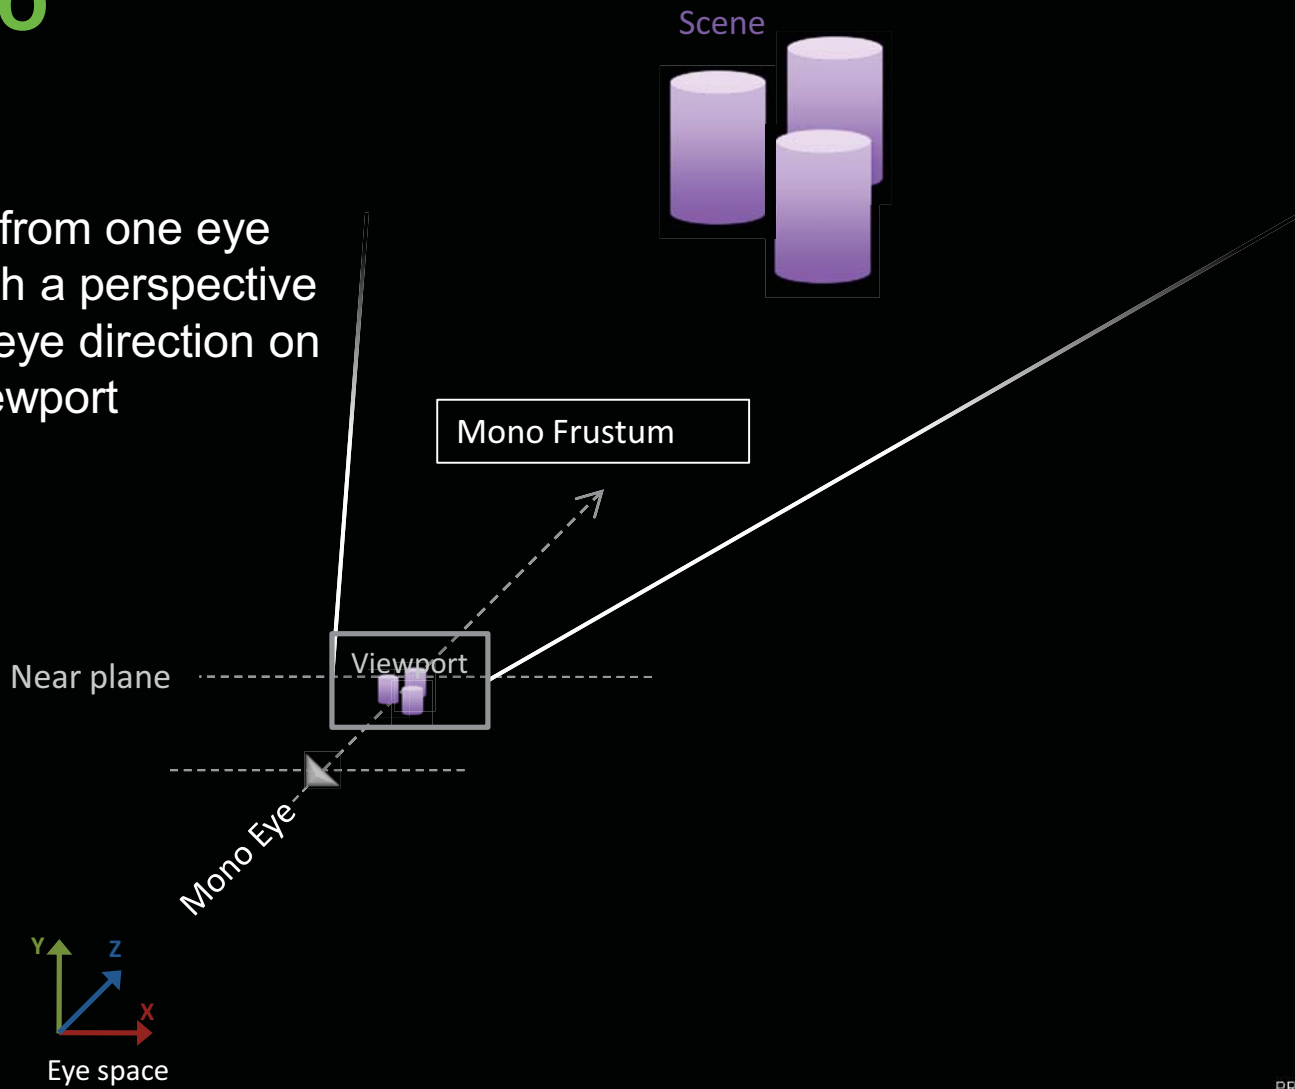 Scene
from one eye
h a perspective
eye direction on
ewport
Mono Frustum
Viewport
Near plane
Mono Eye
Y
Z
X
Eye space